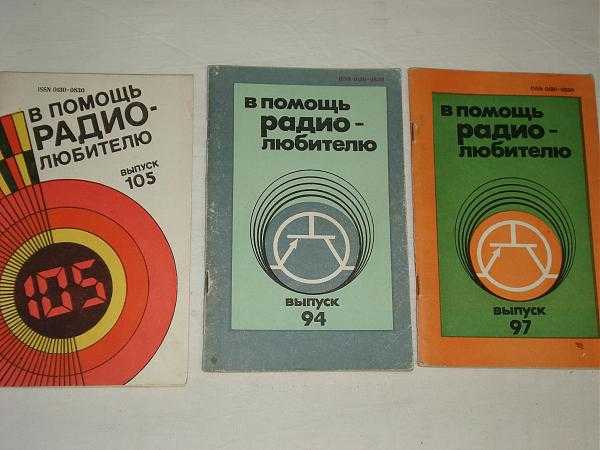 ISSN 0130-0830
В ПОМОЩЬ
РАДИО-
ЛЮБИТЕЛЮ
ВЫПУСК
105
105
ISSN 0130-0830
В ПОМОЩЬ
радио-
ЛЮБИТЕЛЮ
ВЫПУСК
94
ISSN 0130-0830
В ПОМОЩЬ
радио-
ЛЮБИТЕЛЮ
ВЫПУСК
97